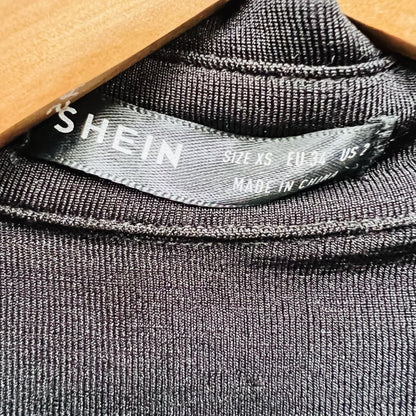 SHEIN
SIZE XS EU 34 US 2
MADE IN CHINA